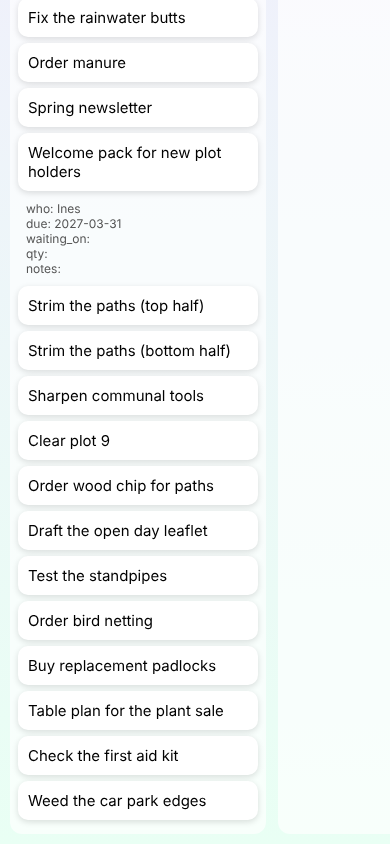 Fix the rainwater butts
Order manure
Spring newsletter
Welcome pack for new plot
holders
who: Ines
due: 2027-03-31
waiting_on:
qty:
notes:
Strim the paths (top half)
Strim the paths (bottom half)
Sharpen communal tools
Clear plot 9
Order wood chip for paths
Draft the open day leaflet
Test the standpipes
Order bird netting
Buy replacement padlocks
Table plan for the plant sale
Check the first aid kit
Weed the car park edges